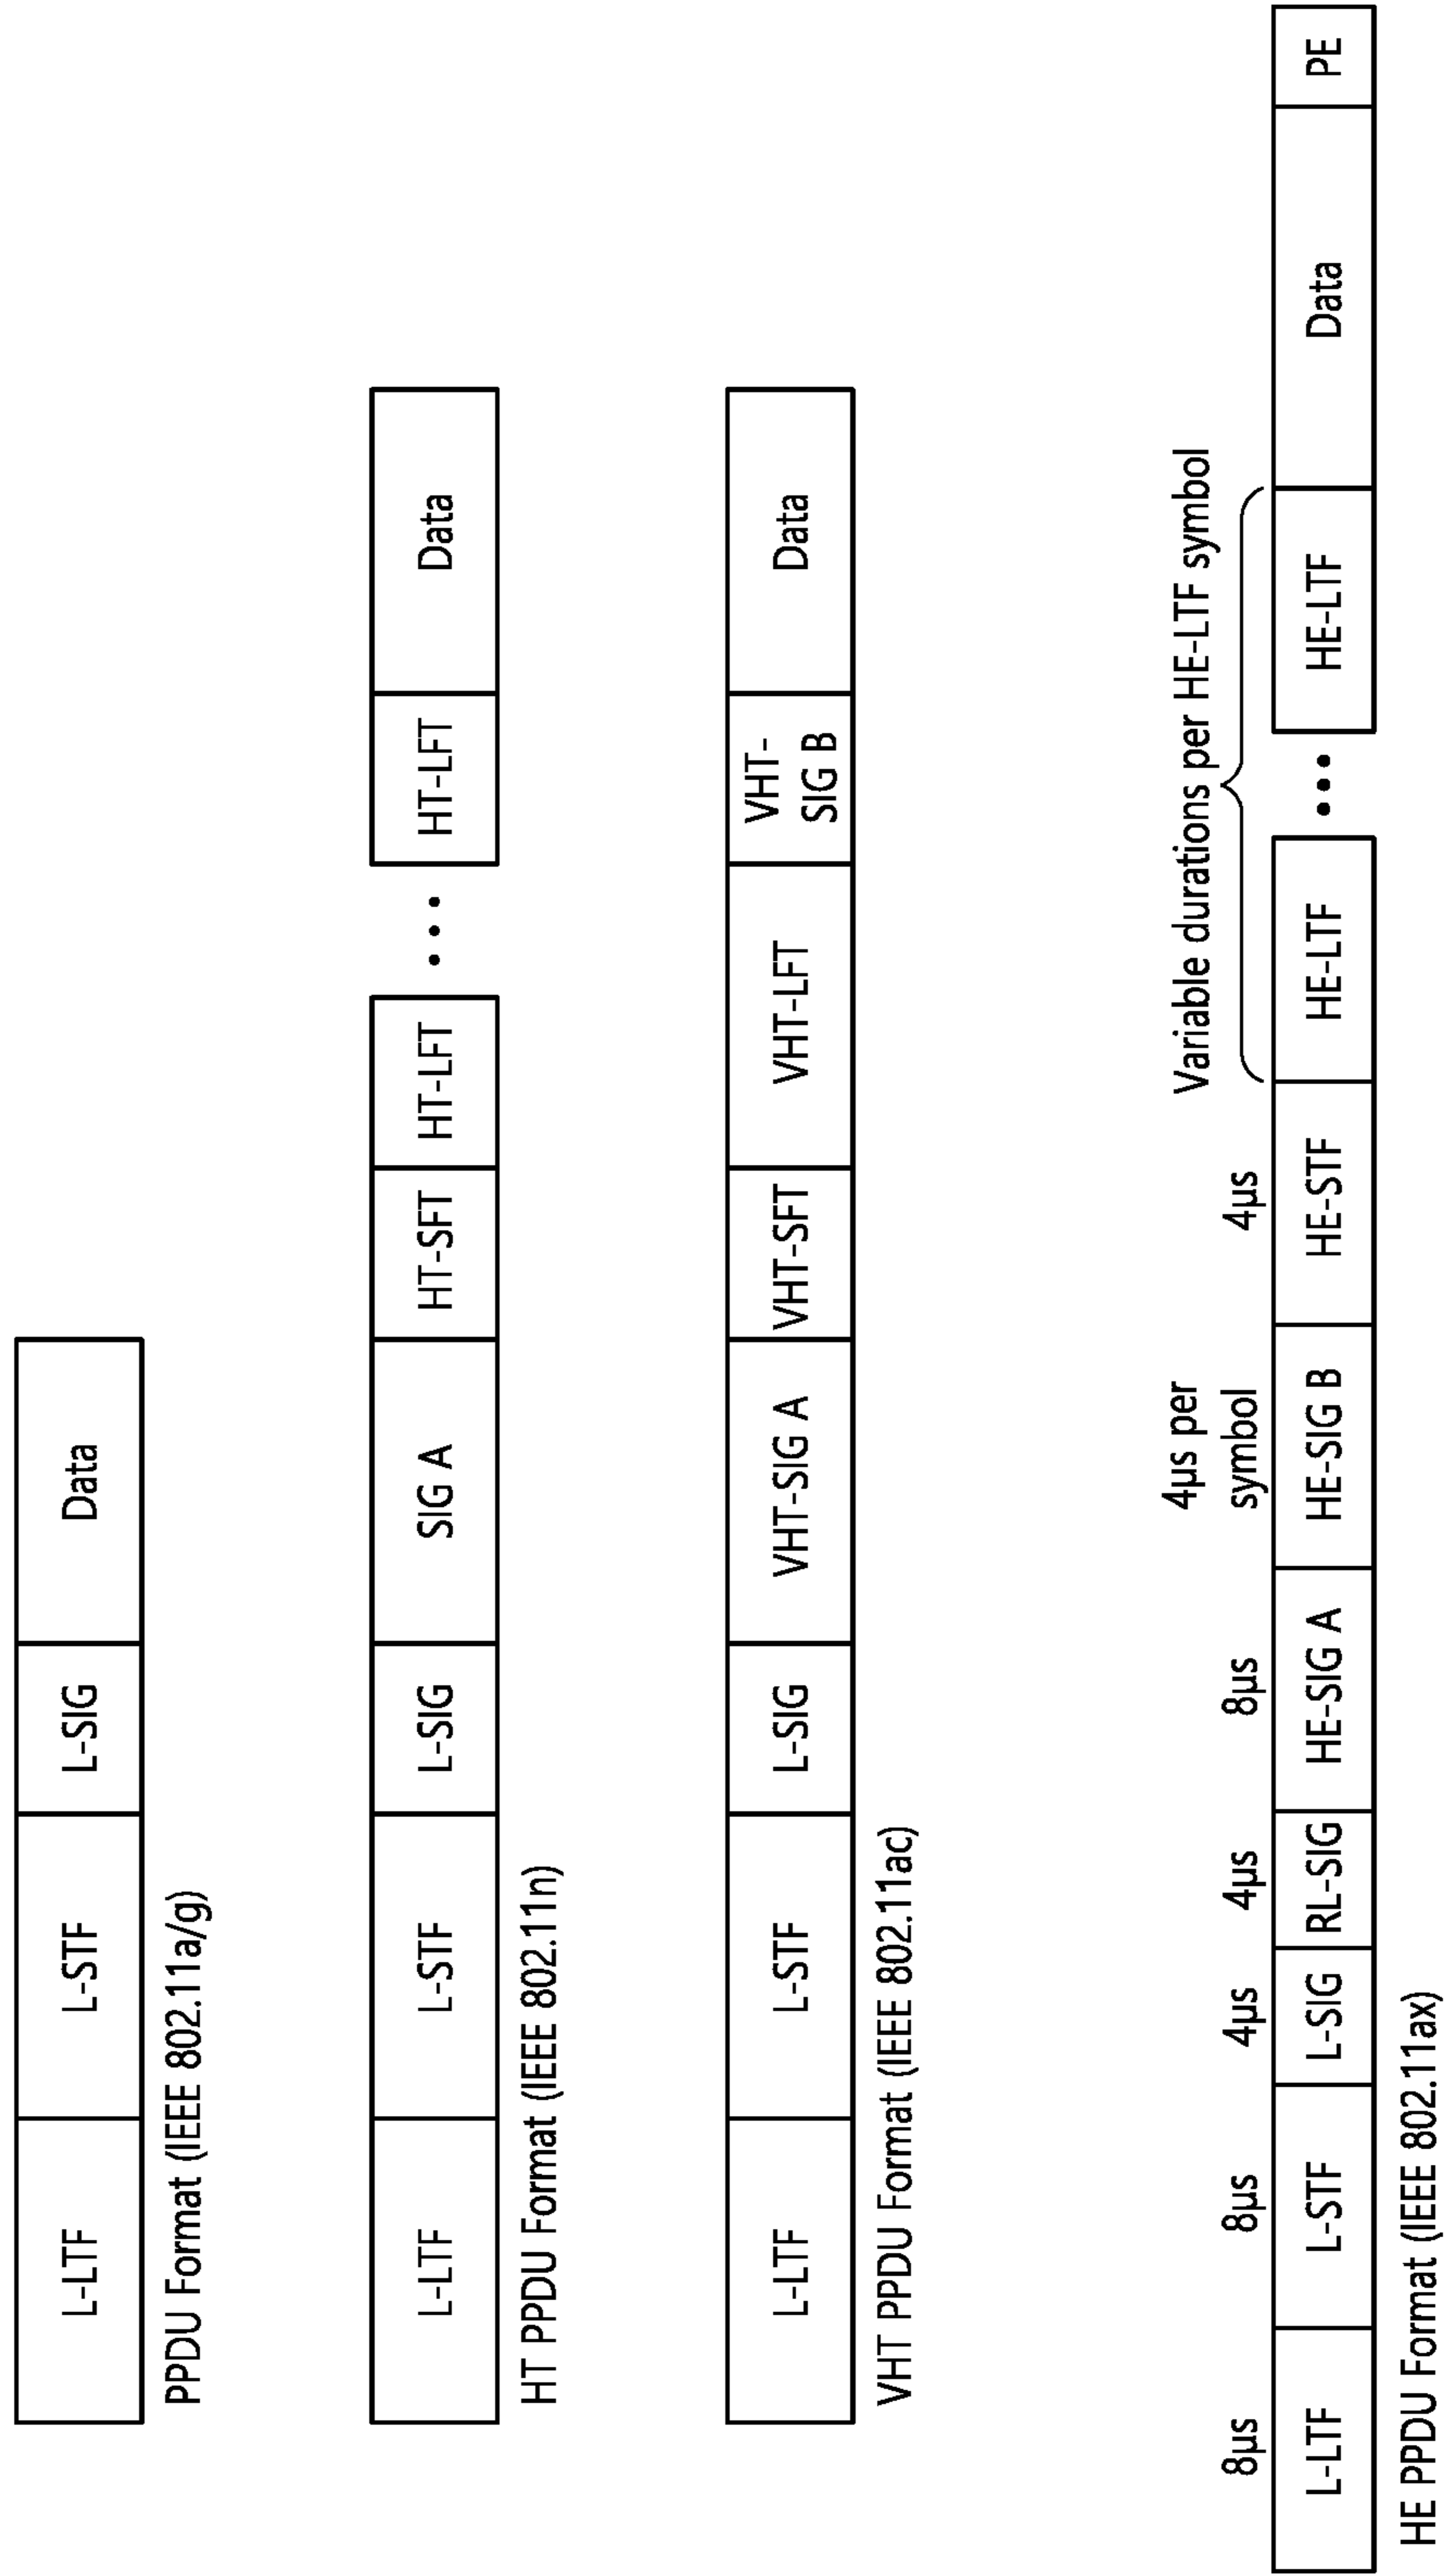 L-LTF L-STF L-SIG Data
PPDU Format (IEEE 802.11a/g)
L-LTF L-STF L-SIG SIG A HT-SFT HT-LFT • • • HT-LFT Data
HT PPDU Format (IEEE 802.11n)
L-LTF L-STF L-SIG VHT-SIG A VHT-SFT VHT-LFT VHT- Data
SIG B
VHT PPDU Format (IEEE 802.11ac)
Variable durations per HE-LTF symbol
4μs per
8μs 8μs 4μs 4μs 8μs symbol 4μs
L-LTF L-STF L-SIG RL-SIG HE-SIG A HE-SIG B HE-STF HE-LTF • • • HE-LTF Data PE
HE PPDU Format (IEEE 802.11ax)